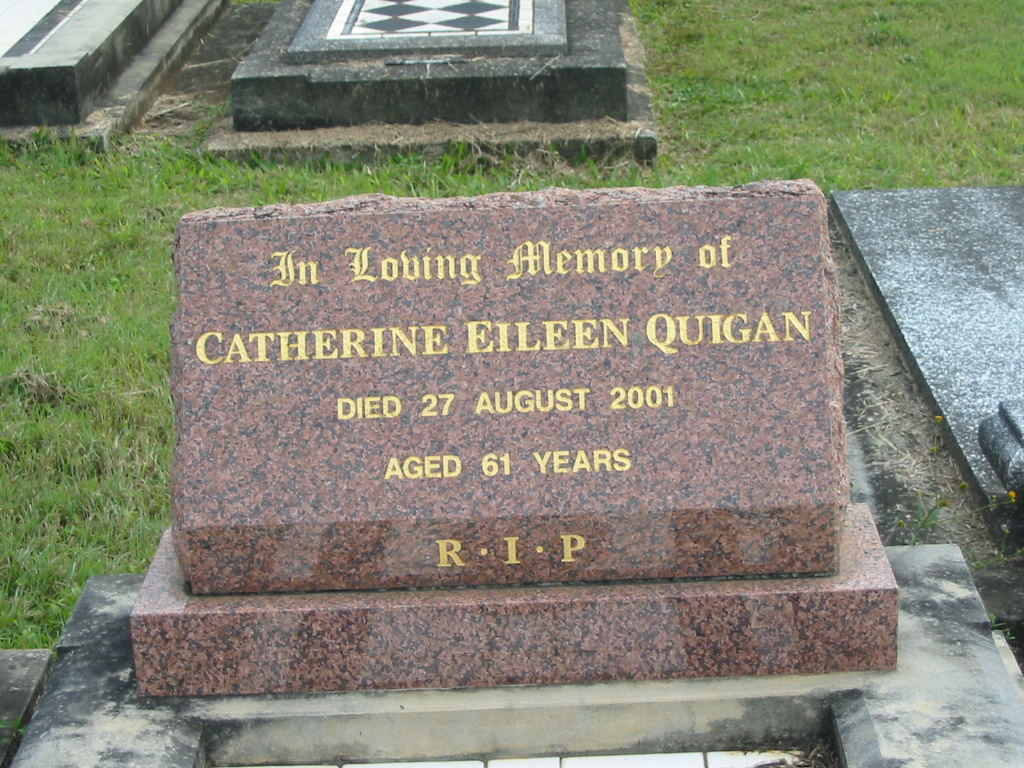 In Loving Memory of
CATHERINE EILEEN QUIGAN
DIED 27 AUGUST 2001
AGED 61 YEARS
R·I·P